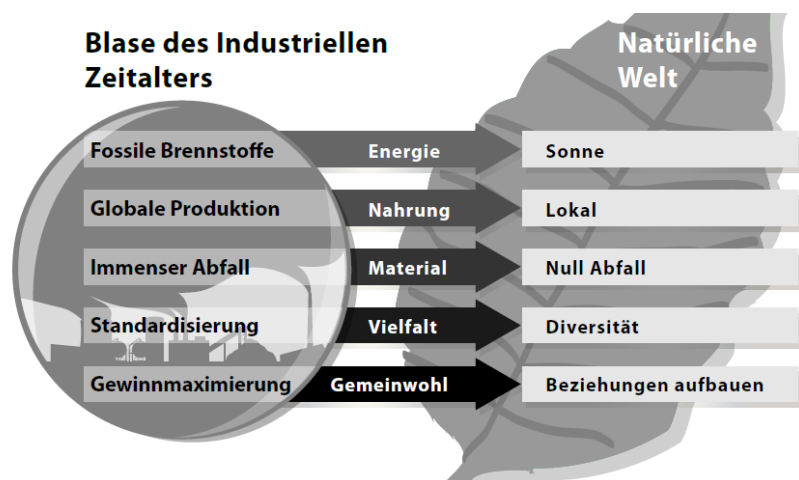 Blase des Industriellen
Zeitalters
Natürliche
Welt
Fossile Brennstoffe Energie Sonne
Globale Produktion Nahrung Lokal
Immenser Abfall Material Null Abfall
Standardisierung Vielfalt Diversität
Gewinnmaximierung Gemeinwohl Beziehungen aufbauen